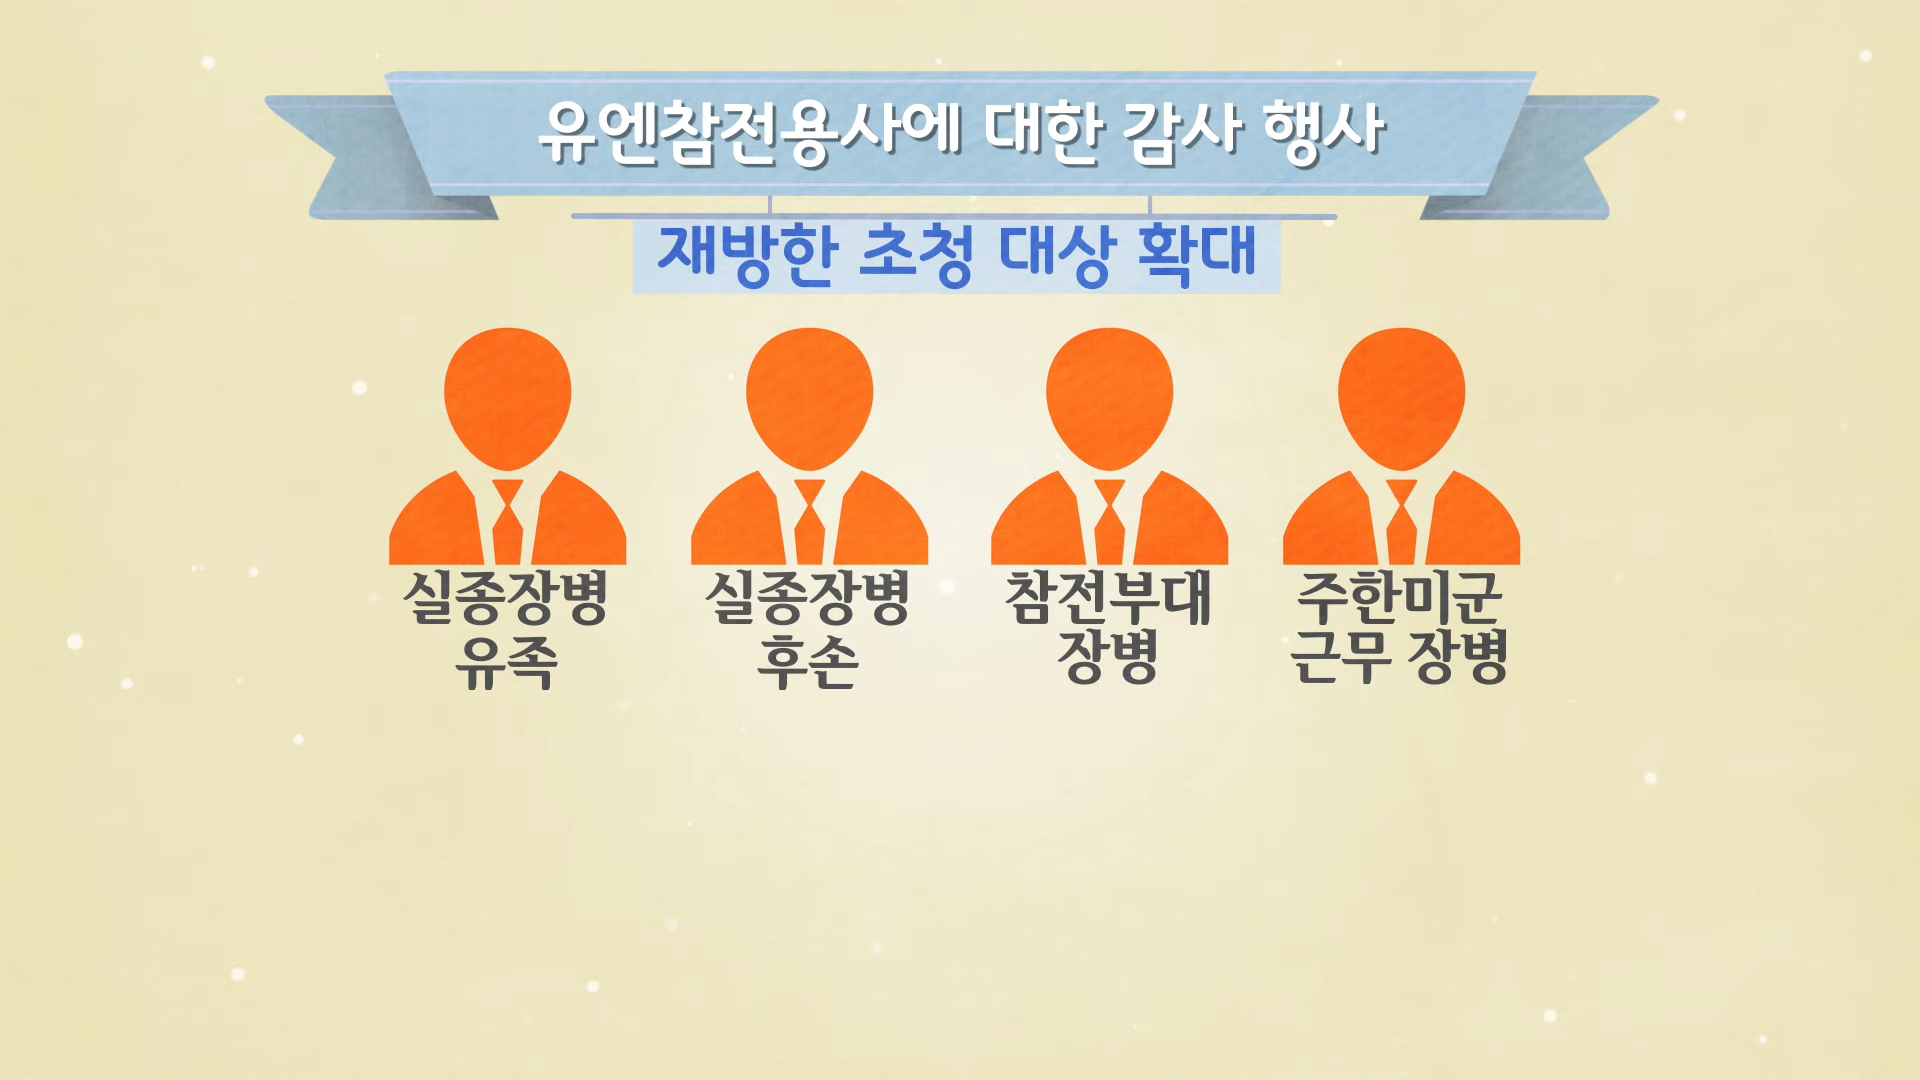 유엔참전용사에 대한 감사 행사
재방한 초청 대상 확대
실종장병
유족
실종장병
후손
참전부대
장병
주한미군
근무 장병